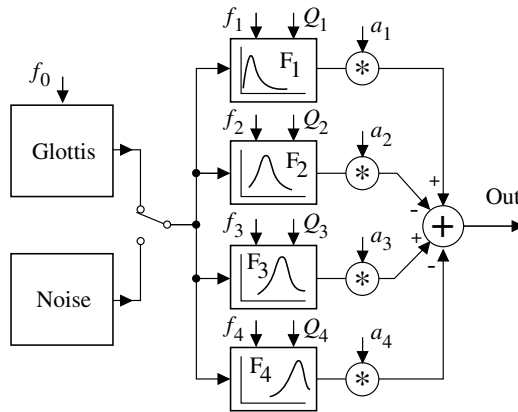 f₁ Q₁
F₁
* a₁
f₀
Glottis
f₂ Q₂
F₂
* a₂
+
-
+
-
+
Out
f₃ Q₃
F₃
* a₃
Noise
f₄ Q₄
F₄
* a₄